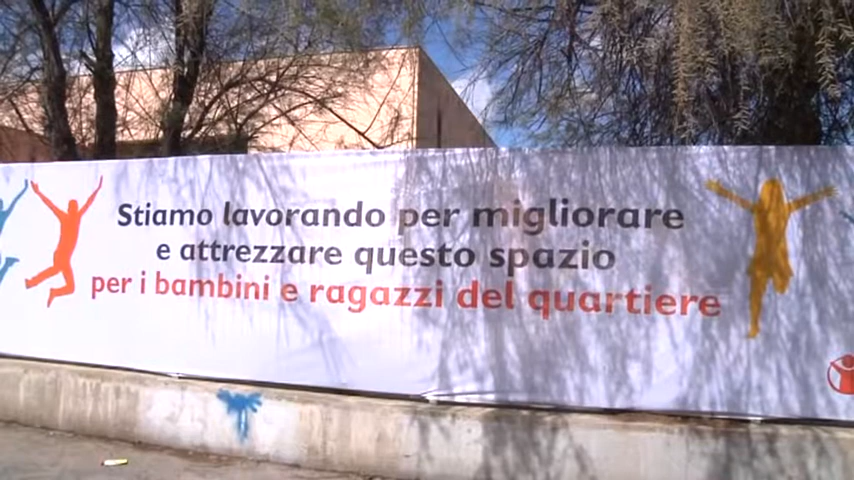 Stiamo lavorando per migliorare
e attrezzare questo spazio
per i bambini e ragazzi del quartiere